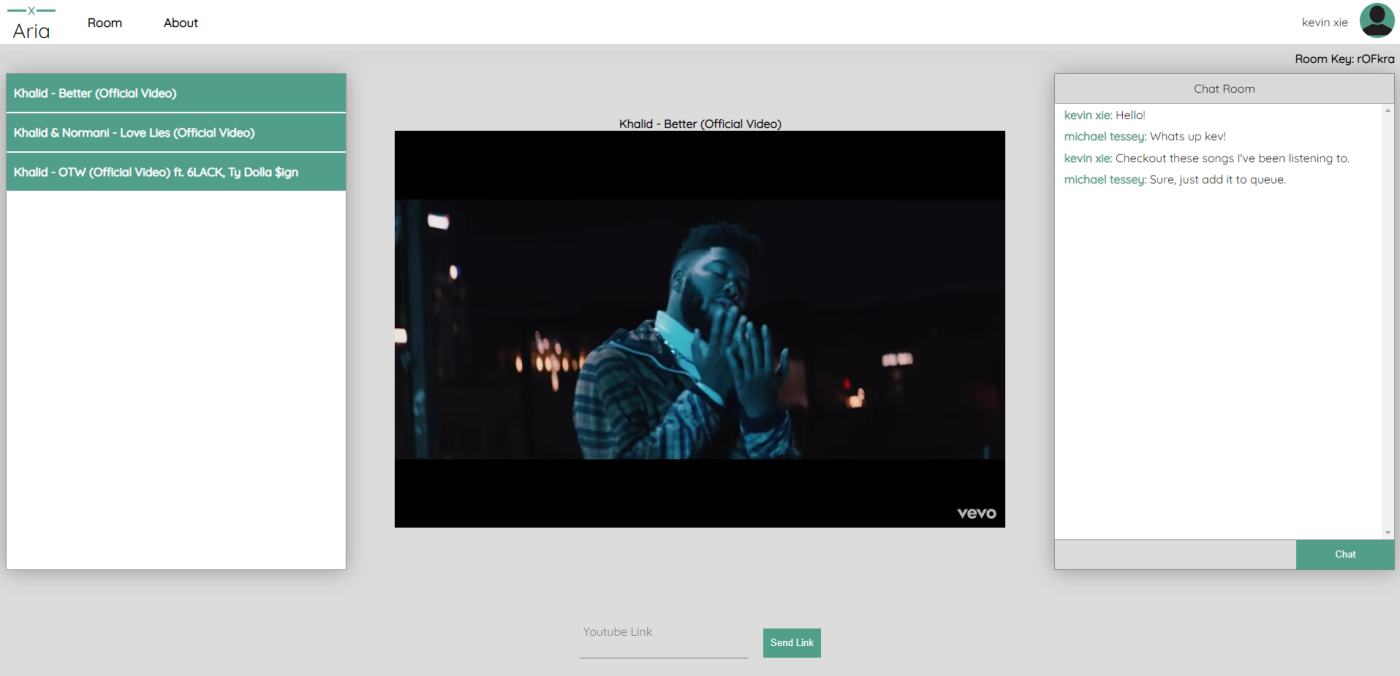 X
Aria
Room
About
kevin xie
Room Key: rOFkra
Khalid - Better (Official Video)
Khalid & Normani - Love Lies (Official Video)
Khalid - OTW (Official Video) ft. 6LACK, Ty Dolla $ign
Khalid - Better (Official Video)
vevo
Chat Room
kevin xie: Hello!
michael tessey: Whats up kev!
kevin xie: Checkout these songs I've been listening to.
michael tessey: Sure, just add it to queue.
Chat
Youtube Link
Send Link